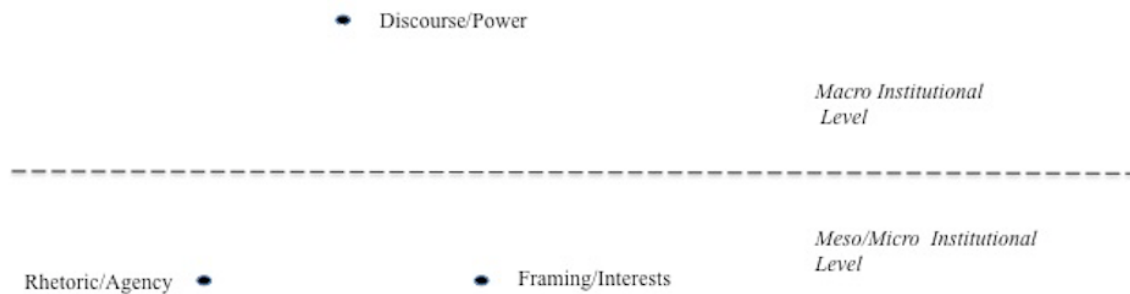 Discourse/Power
Macro Institutional
Level
Meso/Micro Institutional
Level
Rhetoric/Agency
Framing/Interests